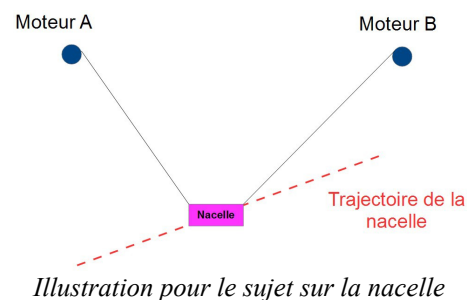 Moteur A
Moteur B
Nacelle
Trajectoire de la
nacelle
Illustration pour le sujet sur la nacelle